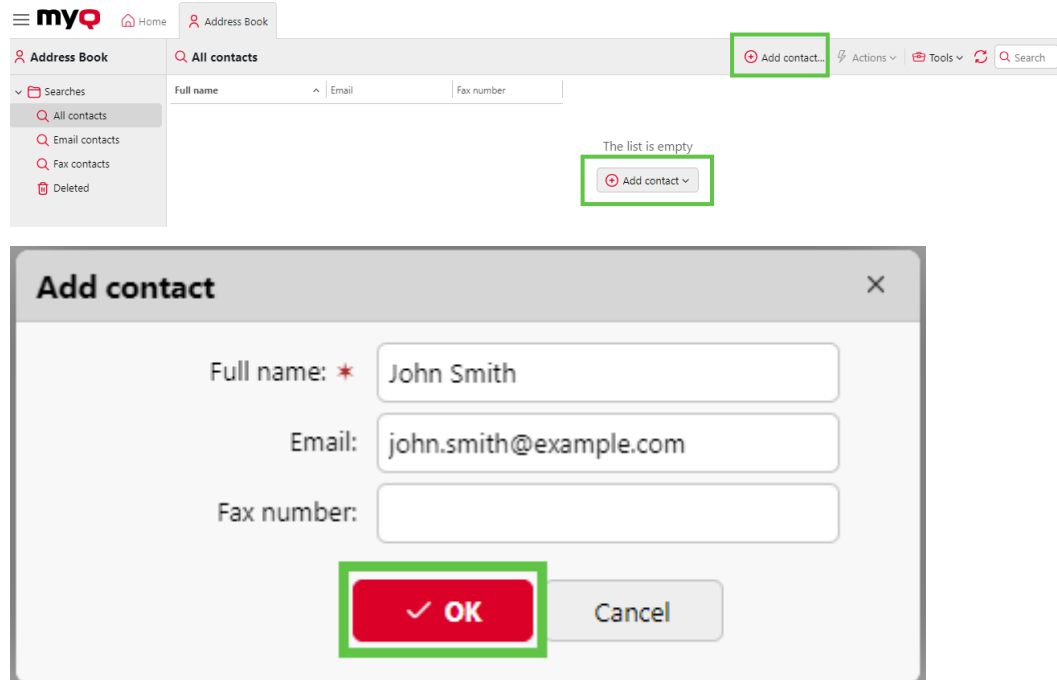 myQ Home Address Book
Address Book All contacts Add contact... Actions Tools Search
Searches Full name Email Fax number
All contacts
Email contacts
The list is empty
Fax contacts
Add contact
Deleted
Add contact
Full name: * John Smith
Email: john.smith@example.com
Fax number:
OK Cancel